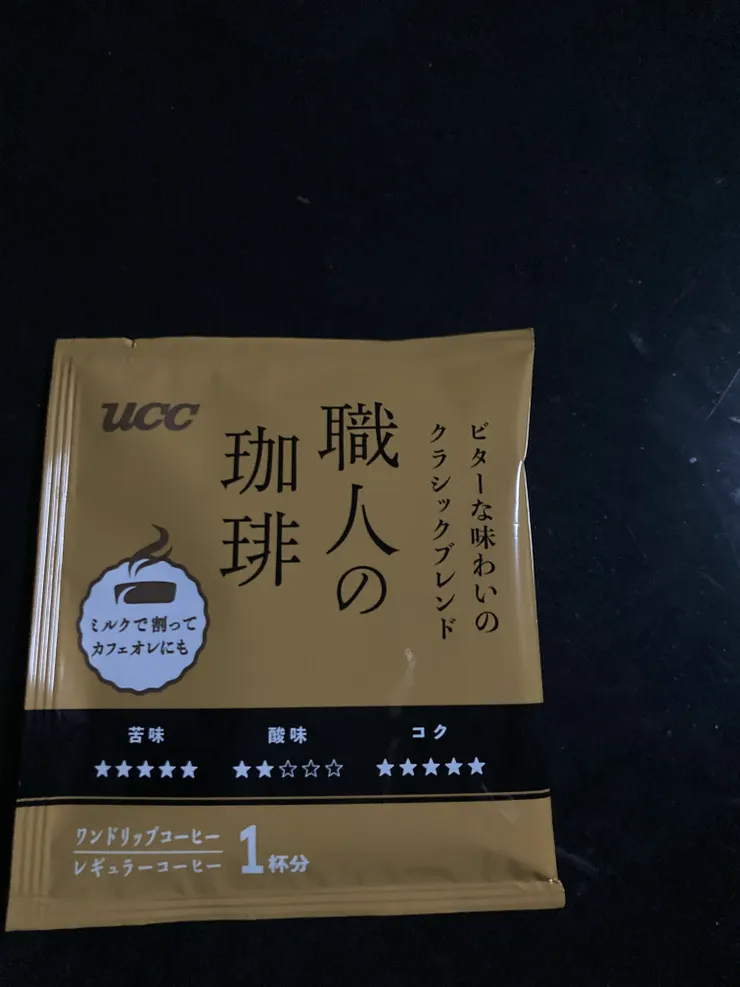 UCC
職人の
珈琲
ビターな味わいの
クラシックブレンド
ミルクで割って
カフェオレにも
苦味 酸味 コク
★★★★★ ★★☆☆☆ ★★★★★
ワンドリップコーヒー
レギュラーコーヒー
1杯分